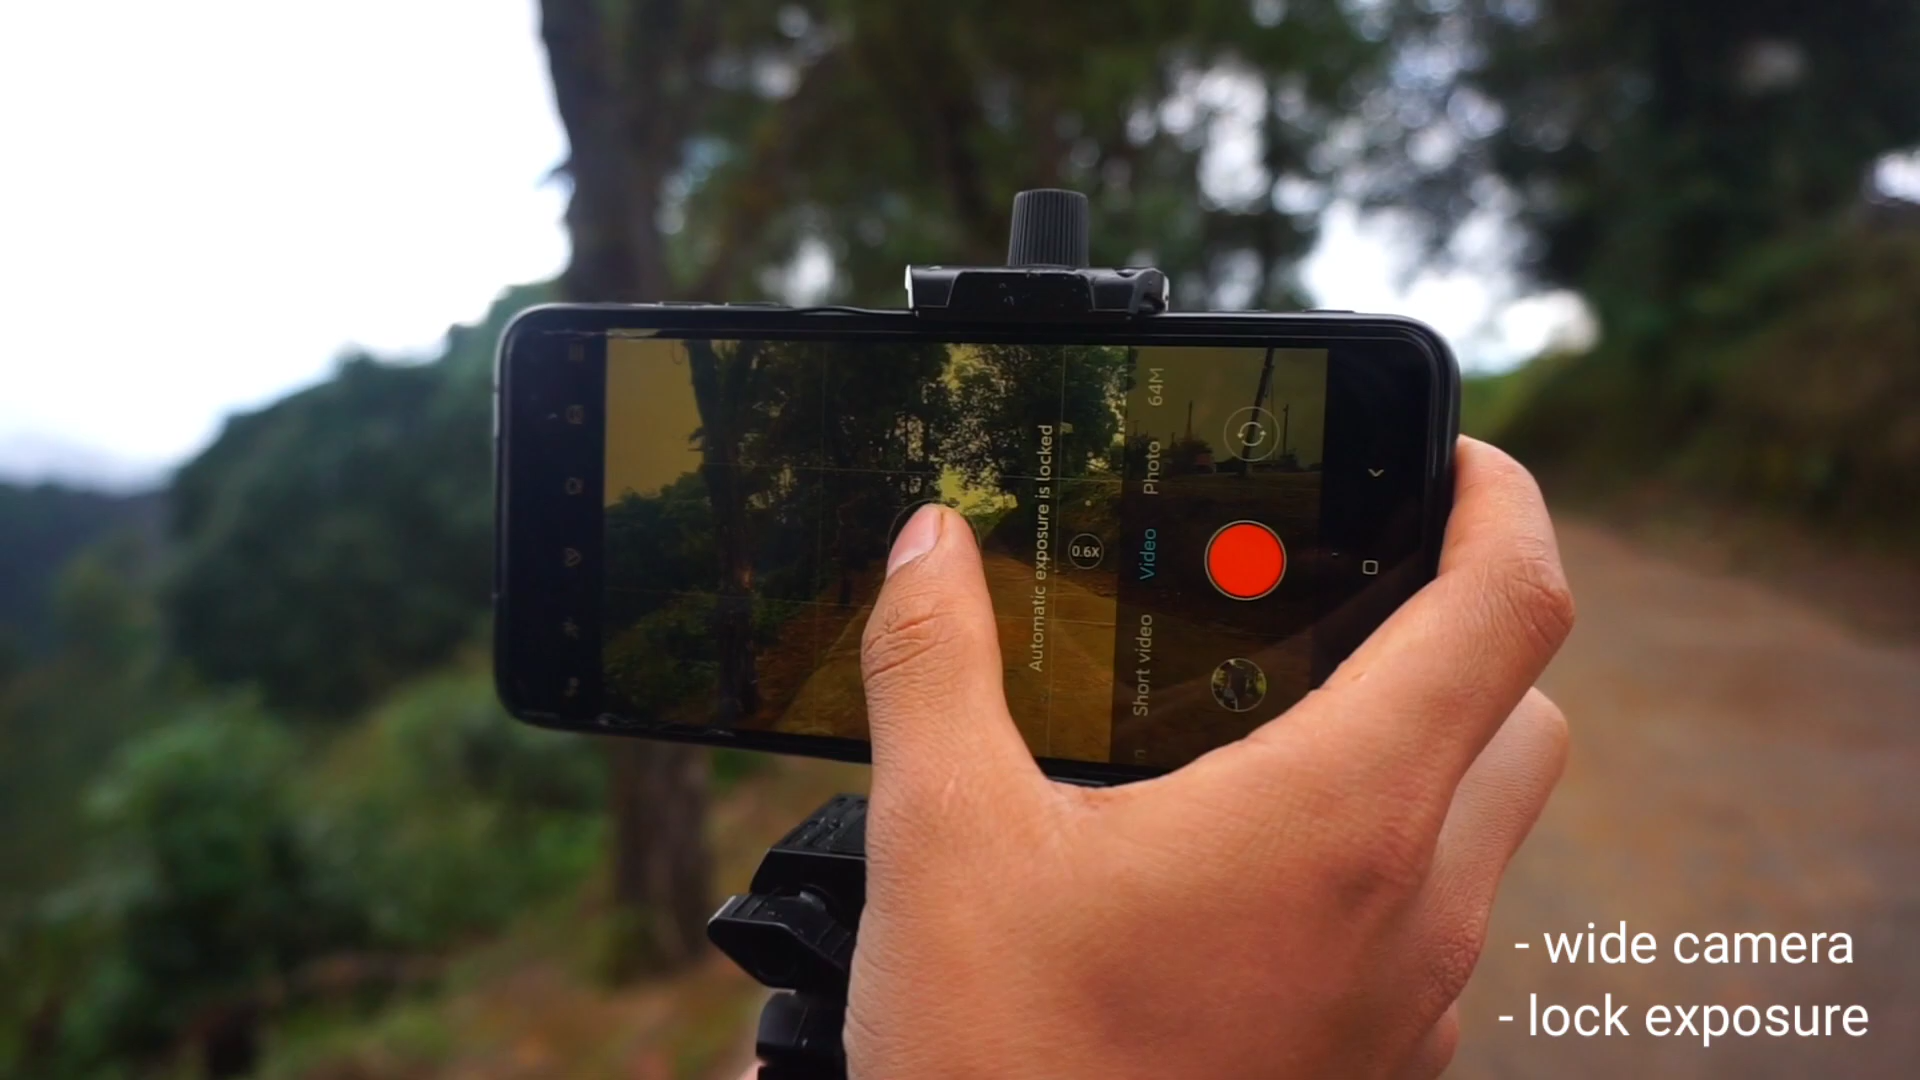 64M
Photo
Video
Short video
0.6X
Automatic exposure is locked
- wide camera
- lock exposure